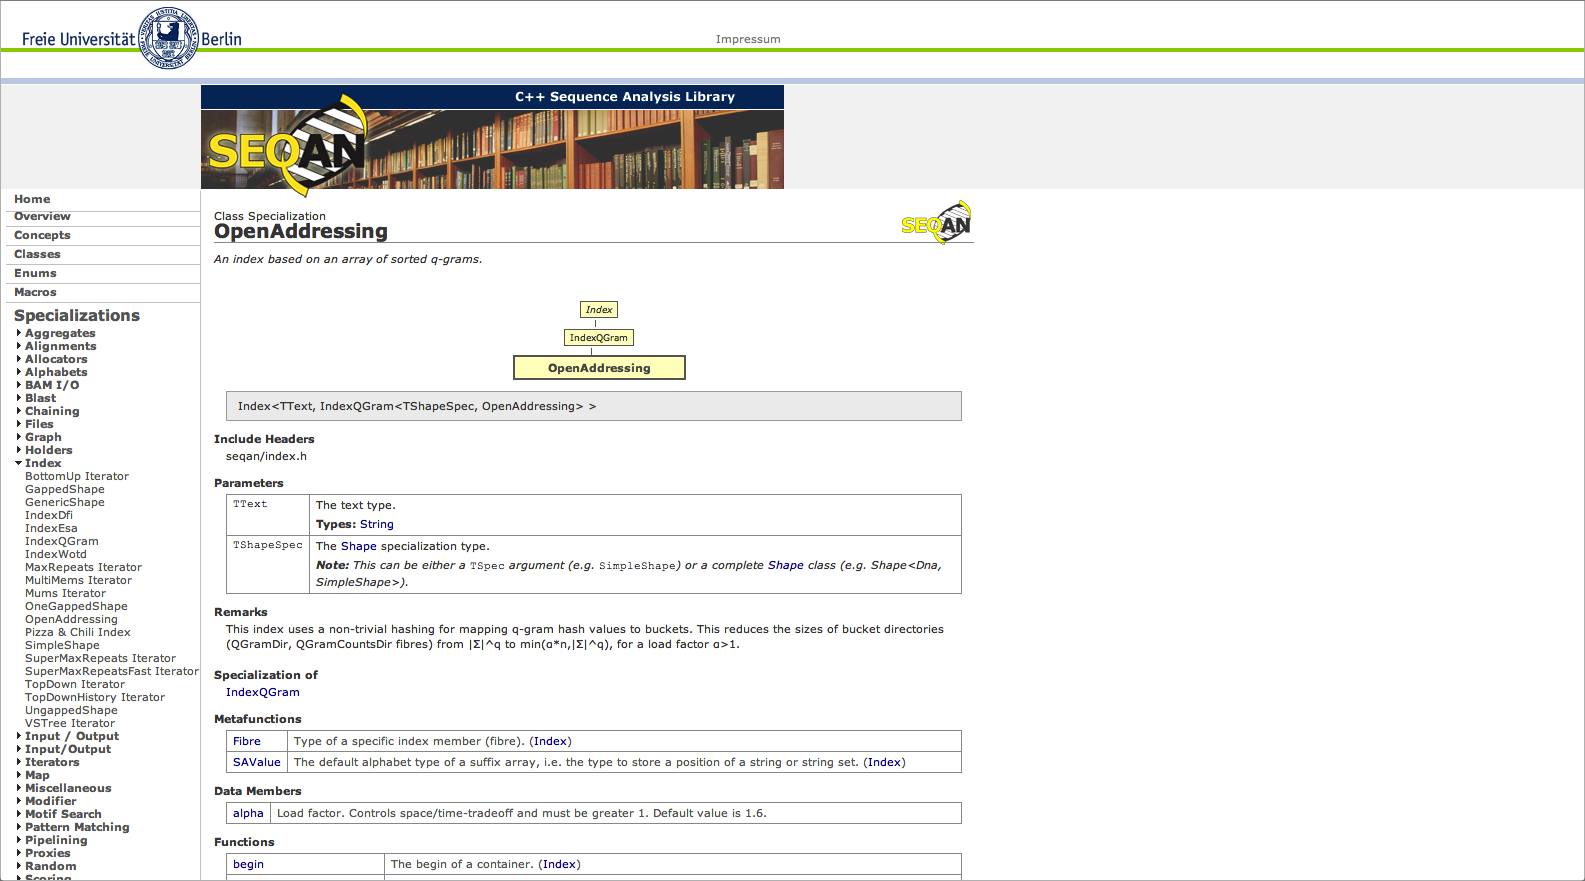 Freie Universität Berlin
Impressum
C++ Sequence Analysis Library
SEQAN
Home
Overview
Concepts
Classes
Enums
Macros
Specializations
Aggregates
Alignments
Allocators
Alphabets
BAM I/O
Blast
Chaining
Files
Graph
Holders
Index
BottomUp Iterator
GappedShape
GenericShape
IndexDfi
IndexEsa
IndexQGram
IndexWotd
MaxRepeats Iterator
MultiMems Iterator
Mums Iterator
OneGappedShape
OpenAddressing
Pizza & Chili Index
SimpleShape
SuperMaxRepeats Iterator
SuperMaxRepeatsFast Iterator
TopDown Iterator
TopDownHistory Iterator
UngappedShape
VSTree Iterator
Input / Output
Input/Output
Iterators
Map
Miscellaneous
Modifier
Motif Search
Pattern Matching
Pipelining
Proxies
Random
Scoring
Class Specialization
OpenAddressing
SEQAN
An index based on an array of sorted q-grams.
Index
IndexQGram
OpenAddressing
Index<TText, IndexQGram<TShapeSpec, OpenAddressing> >
Include Headers
seqan/index.h
Parameters
TText The text type.
Types: String
TShapeSpec The Shape specialization type.
Note: This can be either a TSpec argument (e.g. SimpleShape) or a complete Shape class (e.g. Shape<Dna,
SimpleShape>).
Remarks
This index uses a non-trivial hashing for mapping q-gram hash values to buckets. This reduces the sizes of bucket directories
(QGramDir, QGramCountsDir fibres) from |Σ|^q to min(α*n,|Σ|^q), for a load factor α>1.
Specialization of
IndexQGram
Metafunctions
Fibre Type of a specific index member (fibre). (Index)
SAValue The default alphabet type of a suffix array, i.e. the type to store a position of a string or string set. (Index)
Data Members
alpha Load factor. Controls space/time-tradeoff and must be greater 1. Default value is 1.6.
Functions
begin The begin of a container. (Index)